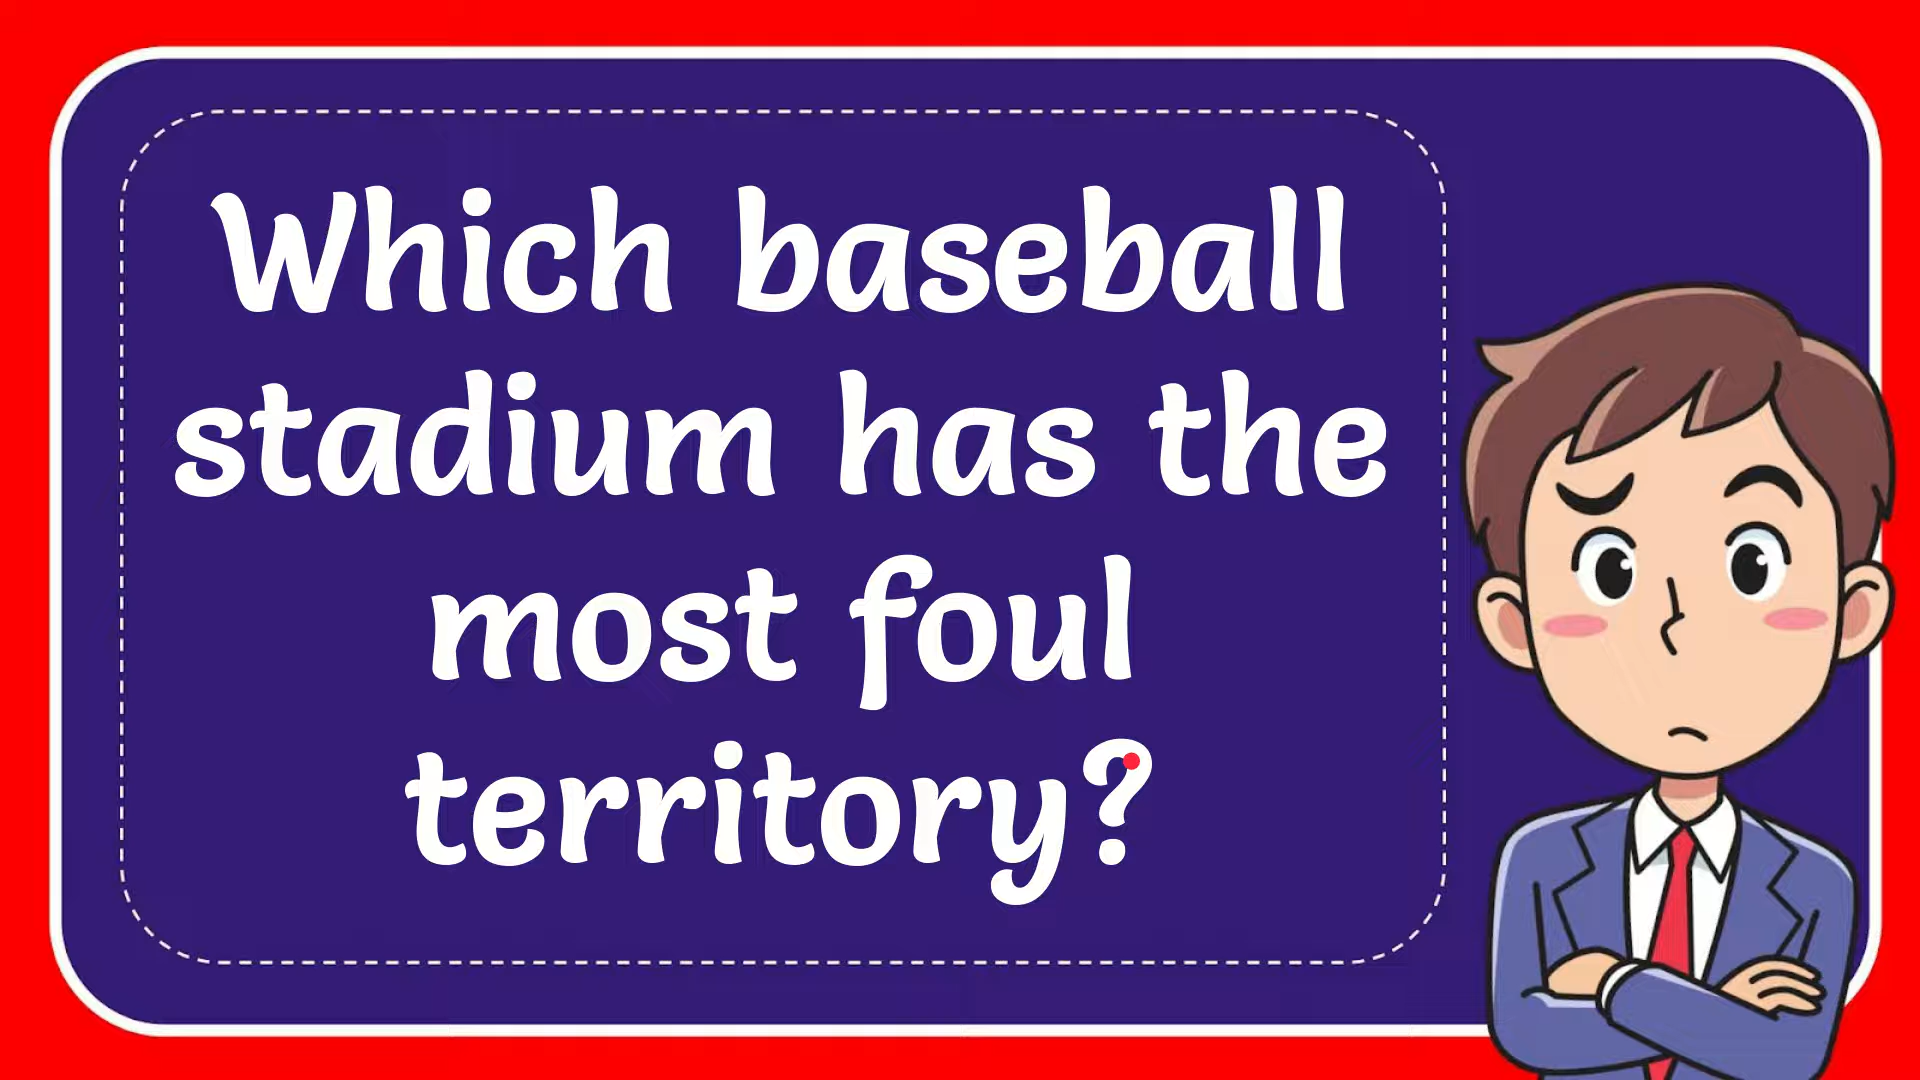 Which baseball
stadium has the
most foul
territory?